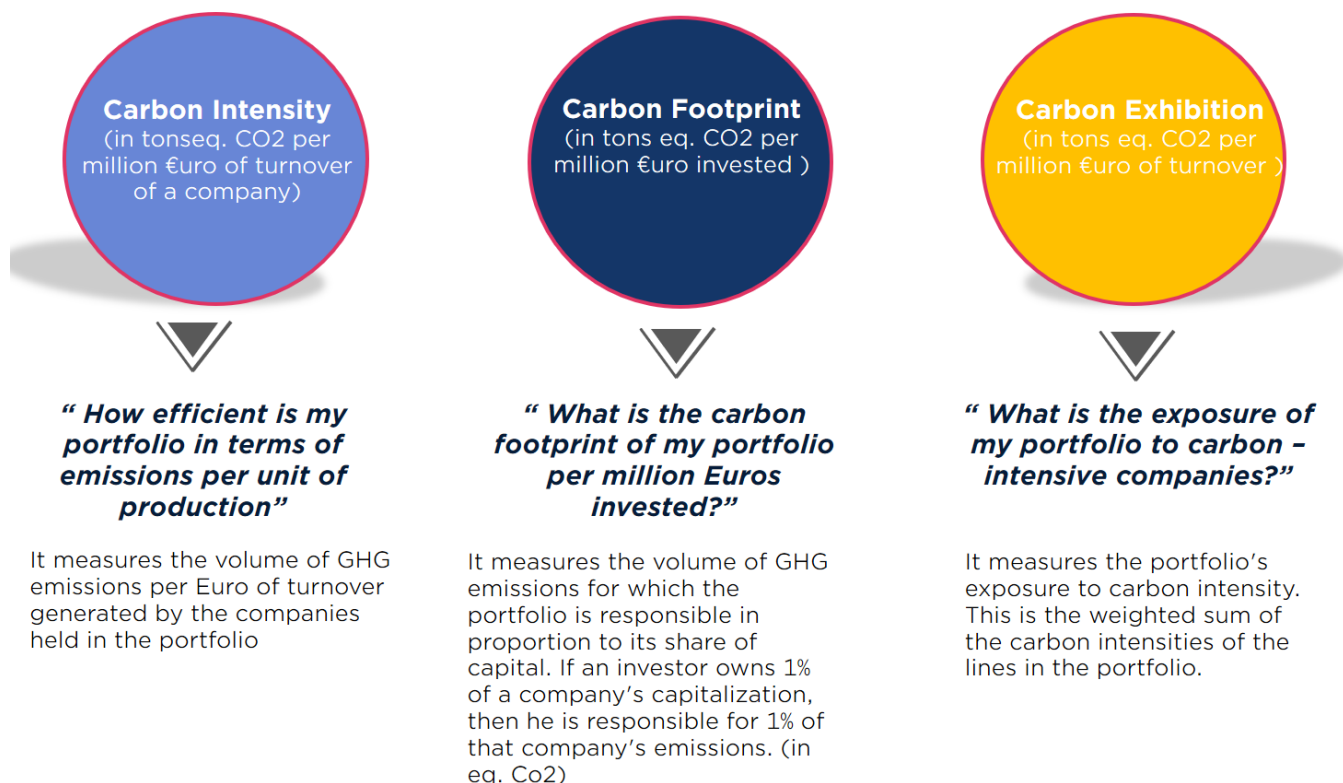 Carbon Intensity
(in tonseq. CO2 per
million €uro of turnover
of a company)
“ How efficient is my
portfolio in terms of
emissions per unit of
production”
It measures the volume of GHG
emissions per Euro of turnover
generated by the companies
held in the portfolio
Carbon Footprint
(in tons eq. CO2 per
million €uro invested )
“ What is the carbon
footprint of my portfolio
per million Euros
invested?”
It measures the volume of GHG
emissions for which the
portfolio is responsible in
proportion to its share of
capital. If an investor owns 1%
of a company's capitalization,
then he is responsible for 1% of
that company's emissions. (in
eq. Co2)
Carbon Exhibition
(in tons eq. CO2 per
million €uro of turnover )
“ What is the exposure of
my portfolio to carbon –
intensive companies?”
It measures the portfolio's
exposure to carbon intensity.
This is the weighted sum of
the carbon intensities of the
lines in the portfolio.